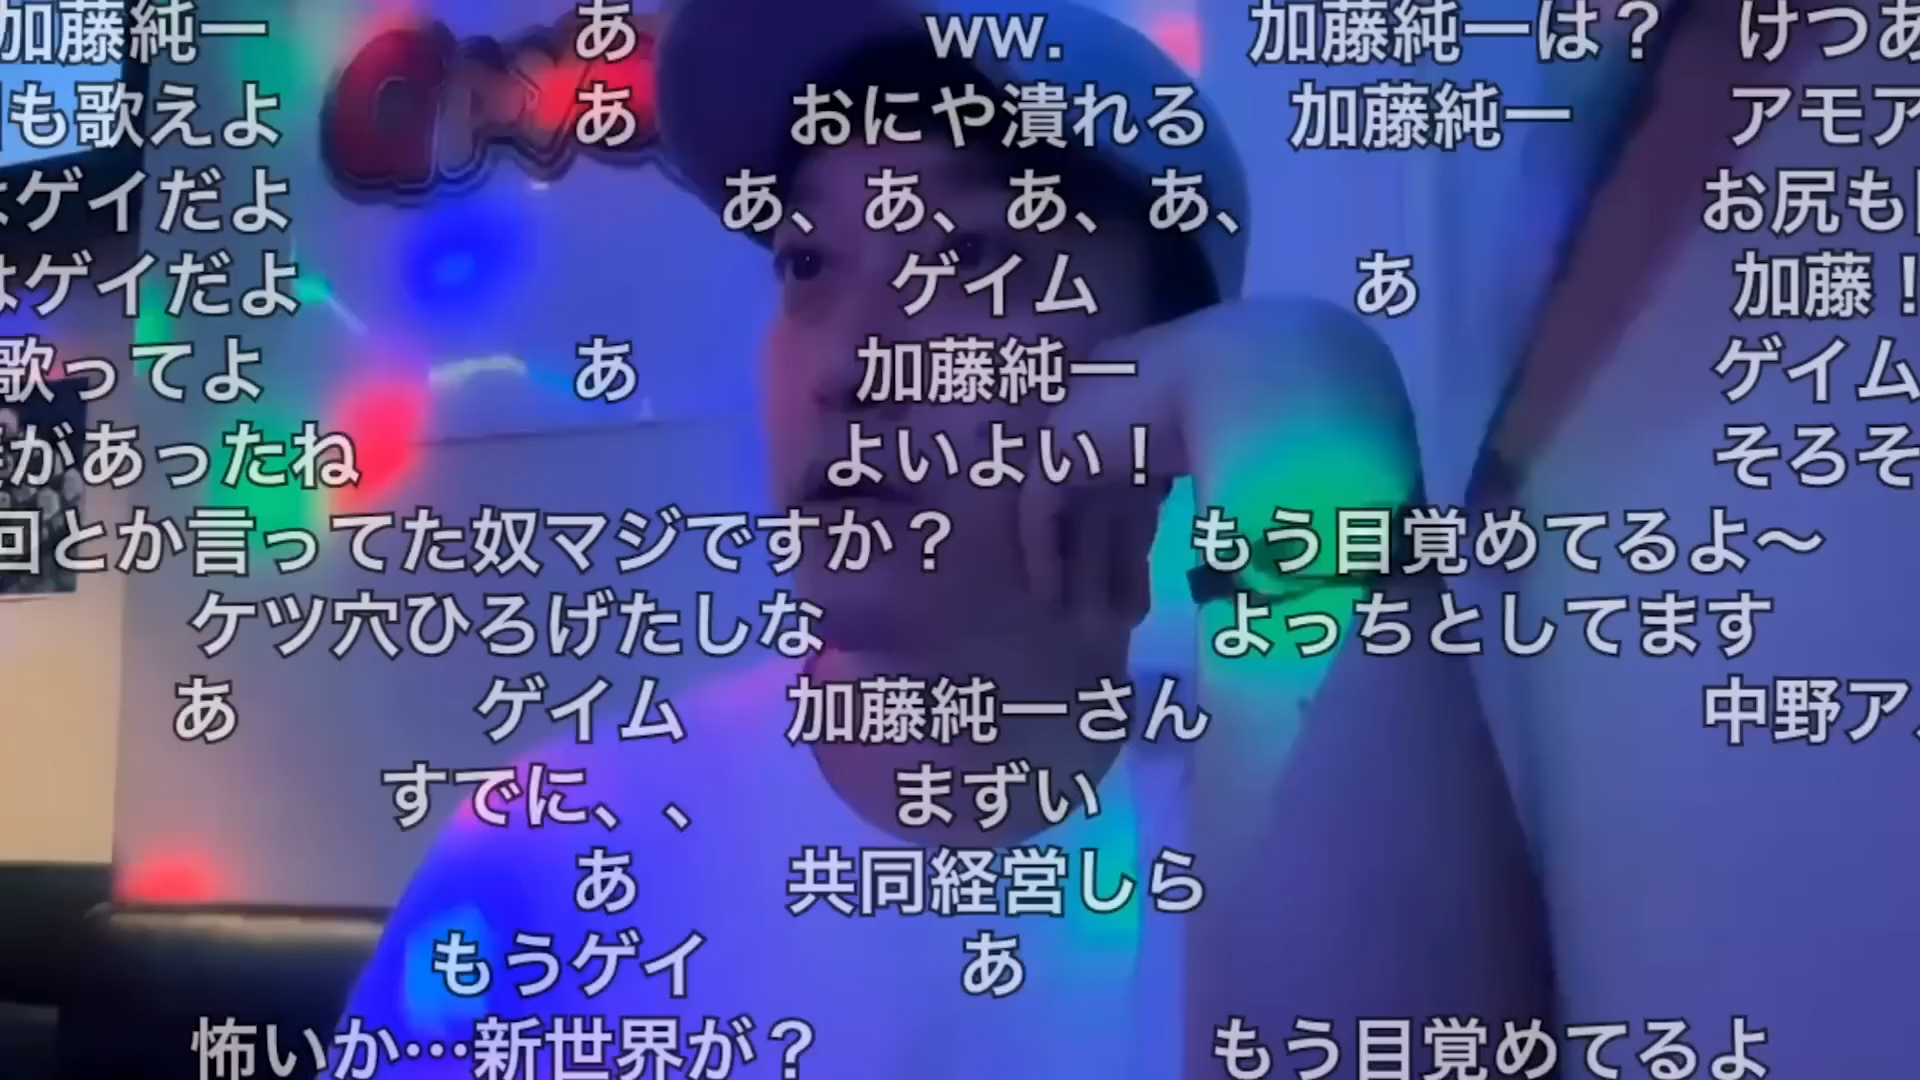 加藤純一 あ ww. 加藤純一は？ けつあ
も歌えよ あ おにや潰れる 加藤純一 アモア
はゲイだよ あ、あ、あ、あ、 お尻も
はゲイだよ ゲイム あ 加藤！
歌ってよ あ 加藤純一 ゲイム
があったね よいよい！ そろそ
回とか言ってた奴マジですか？ もう目覚めてるよ〜
ケツ穴ひろげたしな よっちとしてます
あ ゲイム 加藤純一さん 中野ア
すでに、、 まずい
あ 共同経営しら
もうゲイ あ
怖いか…新世界が？ もう目覚めてるよ